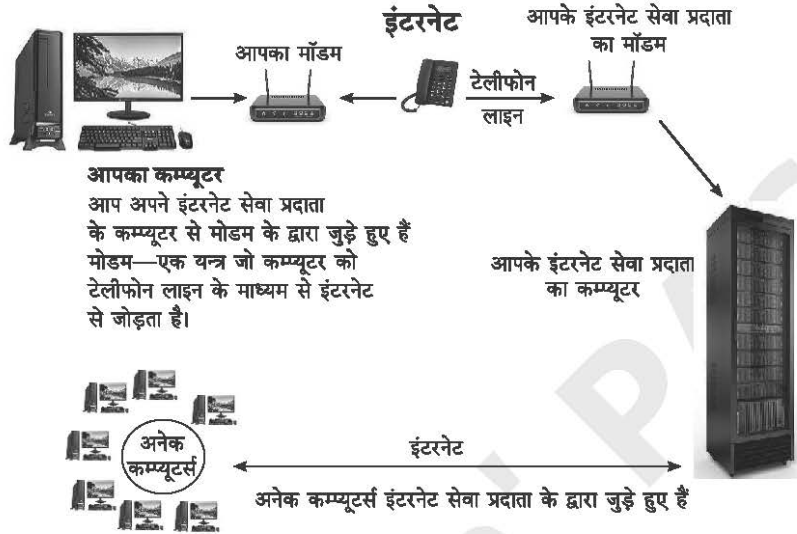 इंटरनेट
आपके इंटरनेट सेवा प्रदाता
का मॉडम
आपका मॉडम
टेलीफोन
लाइन
आपका कम्प्यूटर
आप अपने इंटरनेट सेवा प्रदाता
के कम्प्यूटर से मोडम के द्वारा जुड़े हुए हैं
मोडम—एक यन्त्र जो कम्प्यूटर को
टेलीफोन लाइन के माध्यम से इंटरनेट
से जोड़ता है।
आपके इंटरनेट सेवा प्रदाता
का कम्प्यूटर
अनेक
कम्प्यूटर्स
इंटरनेट
अनेक कम्प्यूटर्स इंटरनेट सेवा प्रदाता के द्वारा जुड़े हुए हैं